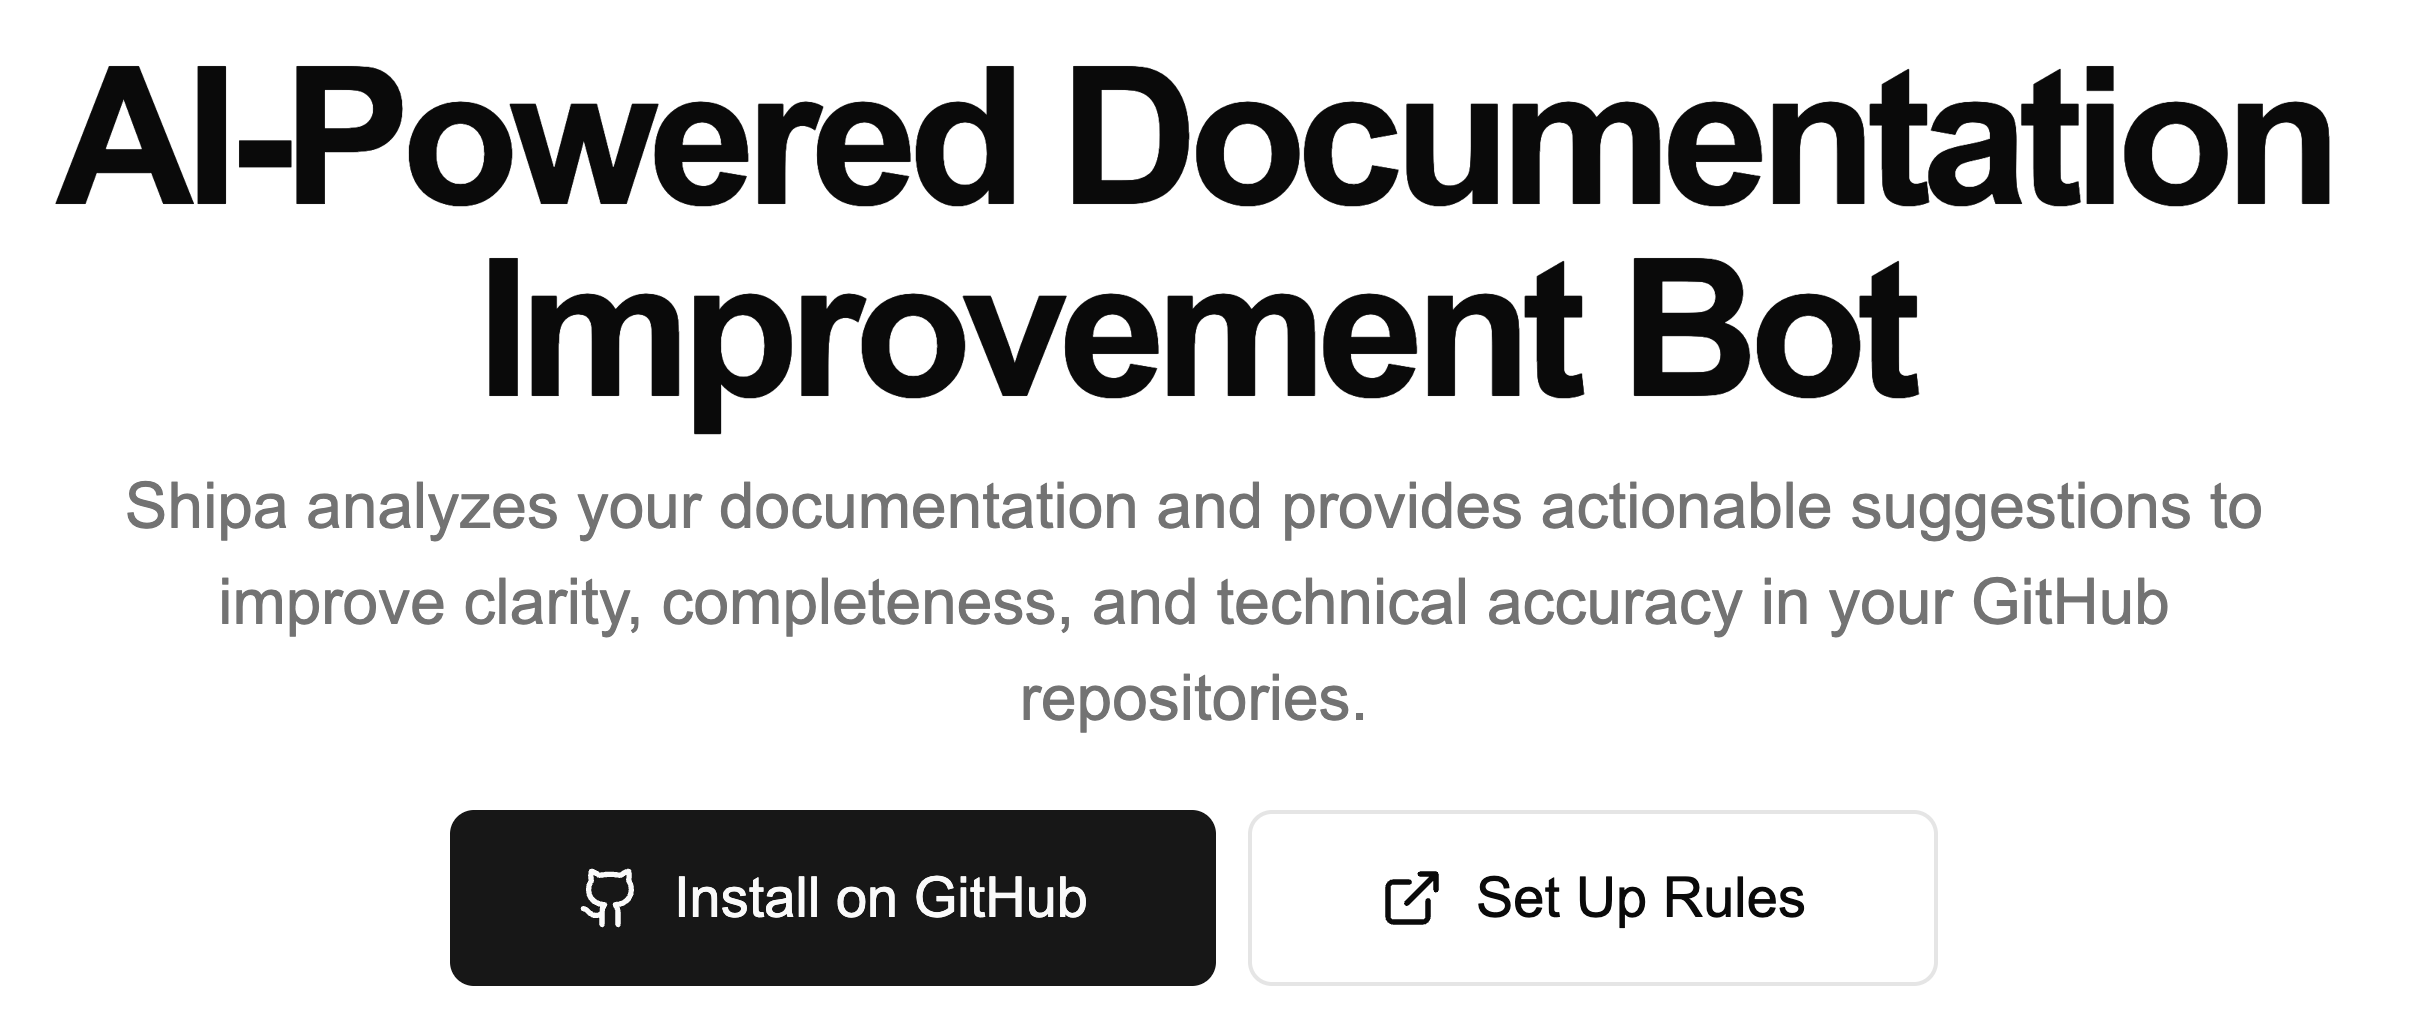 AI-Powered Documentation
Improvement Bot
Shipa analyzes your documentation and provides actionable suggestions to
improve clarity, completeness, and technical accuracy in your GitHub
repositories.
Install on GitHub
Set Up Rules